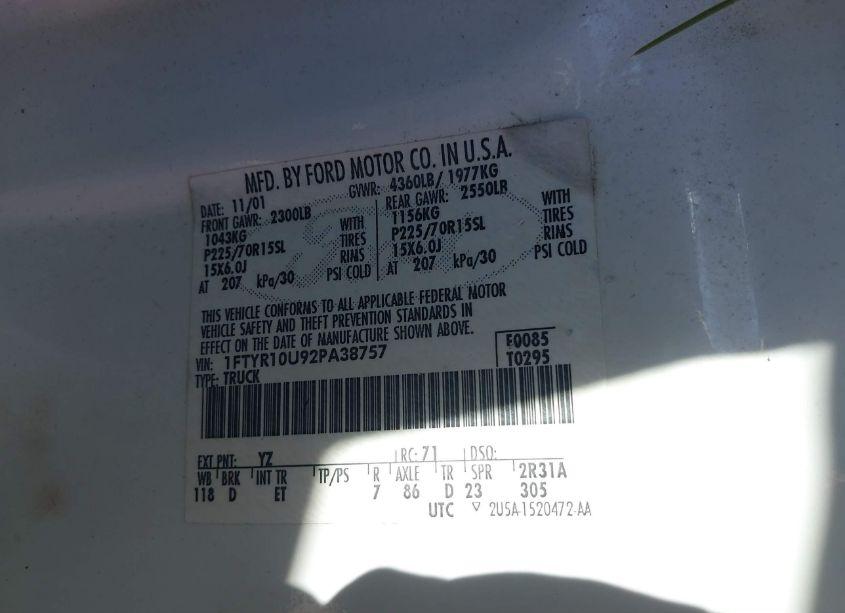 MFD. BY FORD MOTOR CO. IN U.S.A.
DATE: 11/01 GVWR: 4360LB/ 1977KG
FRONT GAWR: 2300LB REAR GAWR: 2550LB
1043KG WITH 1156KG WITH
P225/70R15SL TIRES P225/70R15SL TIRES
15X6.0J RIMS 15X6.0J RIMS
AT 207 kPa/30 PSI COLD AT 207 kPa/30 PSI COLD
THIS VEHICLE CONFORMS TO ALL APPLICABLE FEDERAL MOTOR
VEHICLE SAFETY AND THEFT PREVENTION STANDARDS IN
EFFECT ON THE DATE OF MANUFACTURE SHOWN ABOVE.
VIN: 1FTYR10U92PA38757 F0085
TYPE: TRUCK T0295
EXT PNT: YZ RC: 71 DSO:
WB BRK INT TR TP/PS R AXLE TR SPR 2R31A
118 D ET 7 86 D 23 305
UTC ▽ 2U5A-1520472-AA